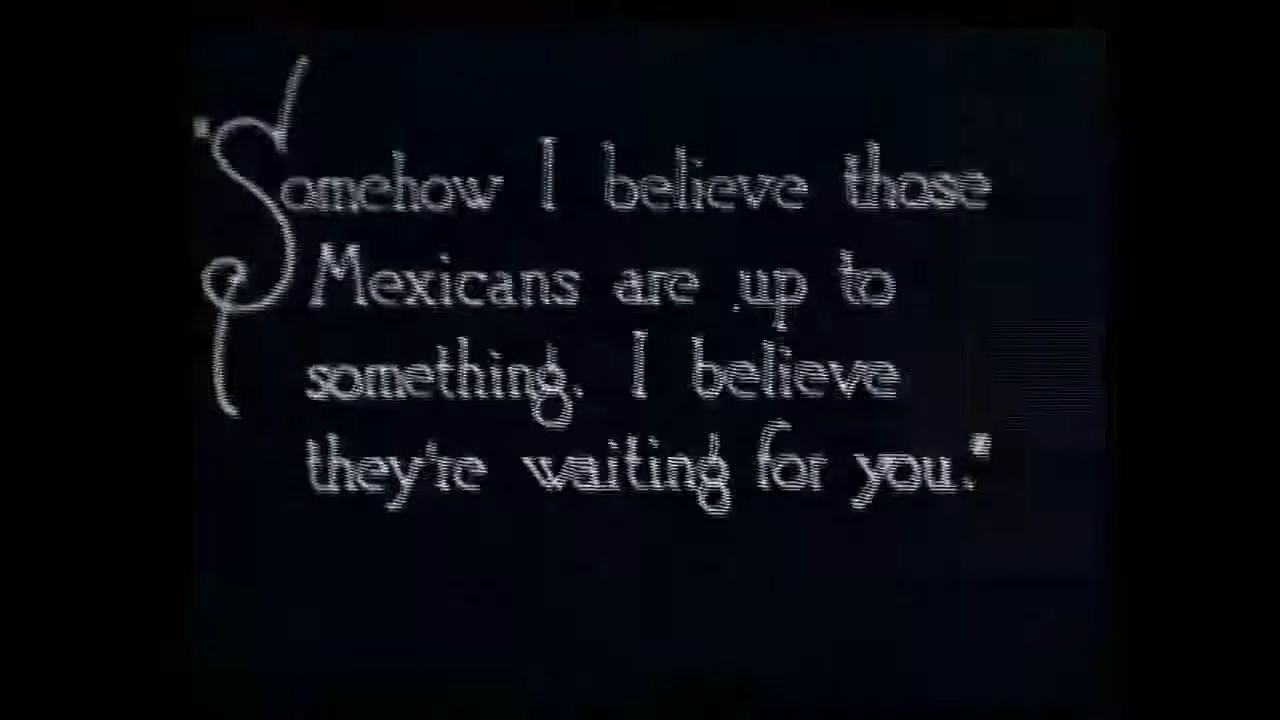 "Somehow I believe those
Mexicans are up to
something. I believe
they're waiting for you."